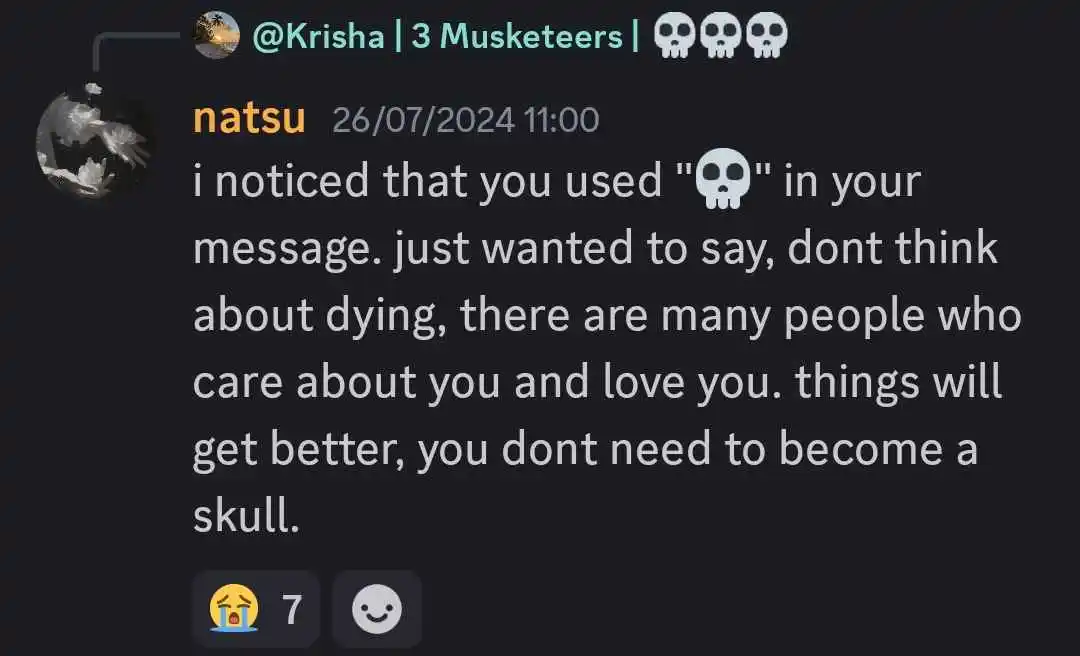 @Krisha | 3 Musketeers | 💀💀💀
natsu 26/07/2024 11:00
i noticed that you used "💀" in your
message. just wanted to say, dont think
about dying, there are many people who
care about you and love you. things will
get better, you dont need to become a
skull.
😭 7